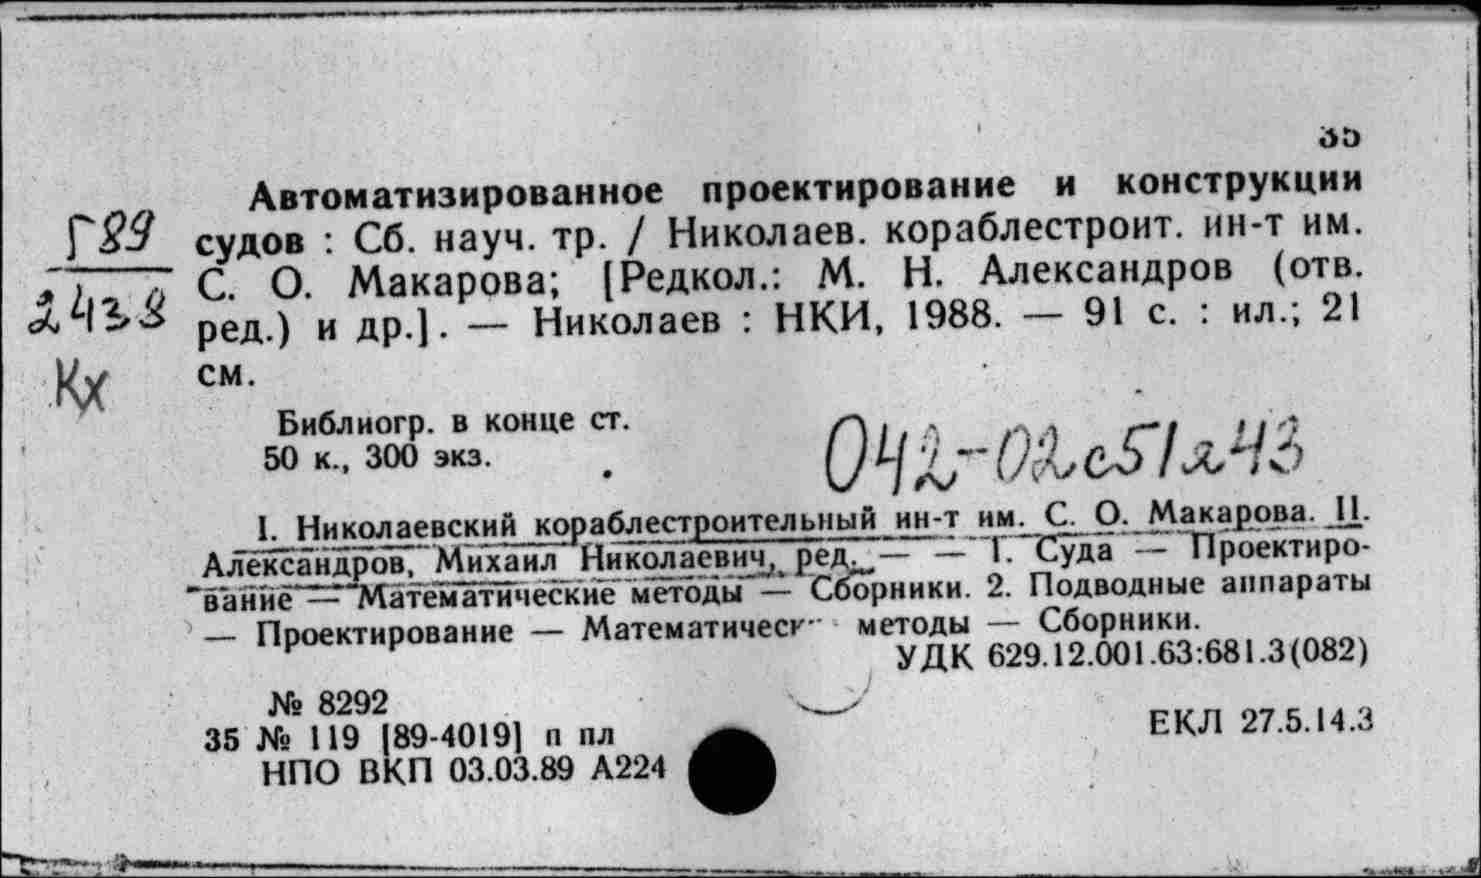 35
Автоматизированное проектирование и конструкции
Г89 судов : Сб. науч. тр. / Николаев. кораблестроит. ин-т им.
С. О. Макарова; [Редкол.: М. Н. Александров (отв.
2438 ред.) и др.]. — Николаев : НКИ, 1988. — 91 с. : ил.; 21
Кх см.
Библиогр. в конце ст.
50 к., 300 экз.
042-02с51я43
I. Николаевский кораблестроительный ин-т им. С. О. Макарова. II.
Александров, Михаил Николаевич, ред. — — 1. Суда — Проектиро-
вание — Математические методы — Сборники. 2. Подводные аппараты
— Проектирование — Математическ методы — Сборники.
УДК 629.12.001.63:681.3(082)
№ 8292
35 № 119 [89-4019] п пл
ЕКЛ 27.5.14.3
НПО ВКП 03.03.89 А224